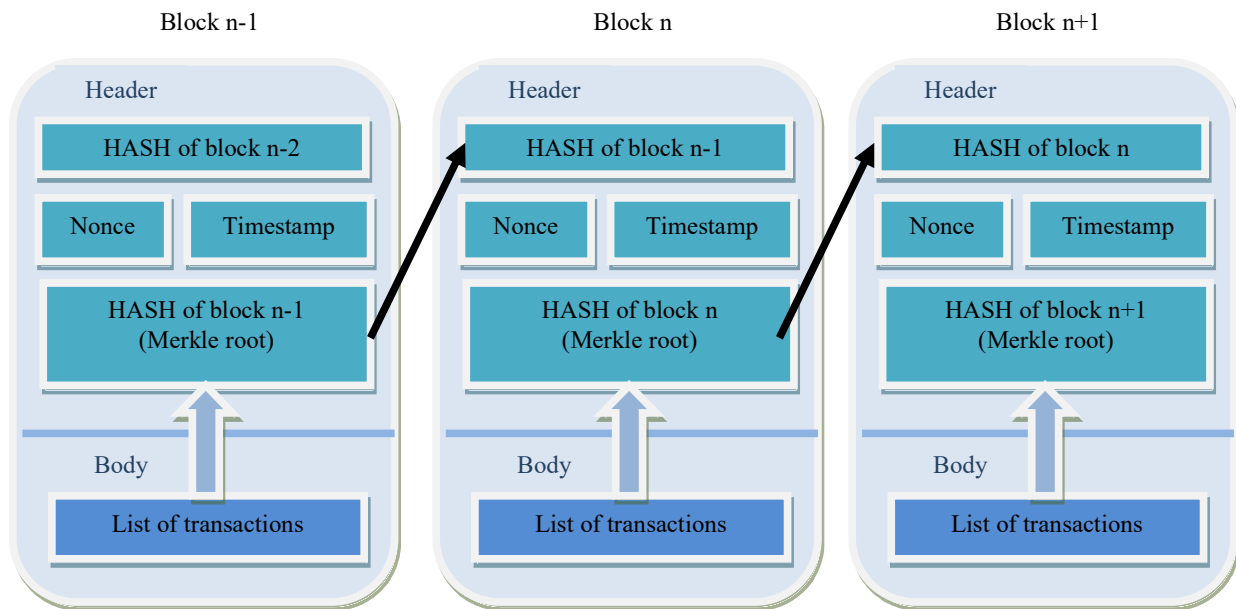 Block n-1
Block n
Block n+1
Header
Header
Header
HASH of block n-2
HASH of block n-1
HASH of block n
Nonce
Timestamp
Nonce
Timestamp
Nonce
Timestamp
HASH of block n-1
(Merkle root)
HASH of block n
(Merkle root)
HASH of block n+1
(Merkle root)
Body
Body
Body
List of transactions
List of transactions
List of transactions